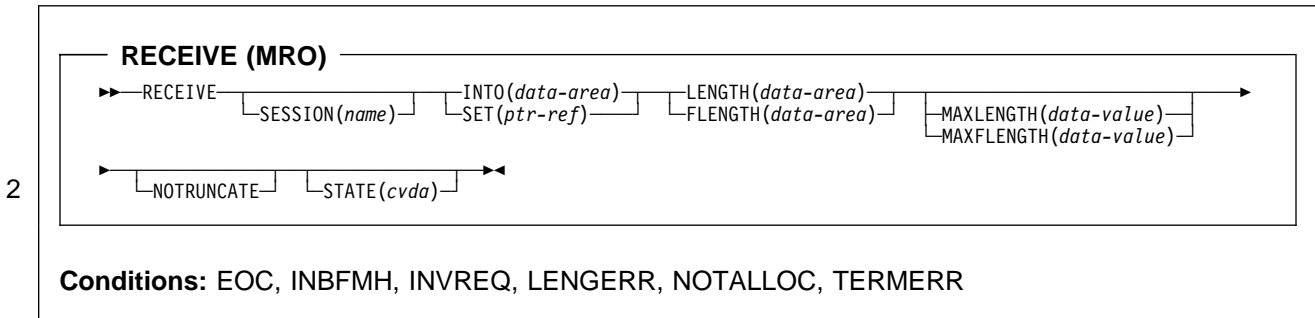 RECEIVE (MRO)
RECEIVE INTO(data-area) LENGTH(data-area)
SESSION(name) SET(ptr-ref) FLENGTH(data-area) MAXLENGTH(data-value)
MAXFLENGTH(data-value)
NOTRUNCATE STATE(cvda)
2
Conditions: EOC, INBFMH, INVREQ, LENGERR, NOTALLOC, TERMERR